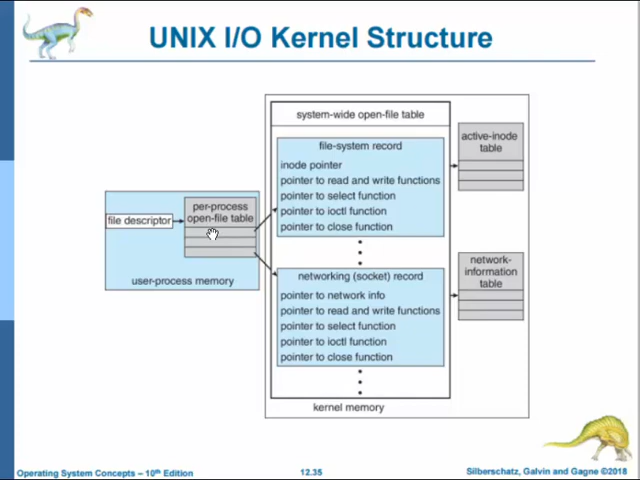 UNIX I/O Kernel Structure
system-wide open-file table
file-system record
inode pointer
pointer to read and write functions
pointer to select function
pointer to ioctl function
pointer to close function
active-inode
table
per-process
open-file table
file descriptor
user-process memory
networking (socket) record
pointer to network info
pointer to read and write functions
pointer to select function
pointer to ioctl function
pointer to close function
network-
information
table
kernel memory
Operating System Concepts – 10th Edition
12.35
Silberschatz, Galvin and Gagne ©2018